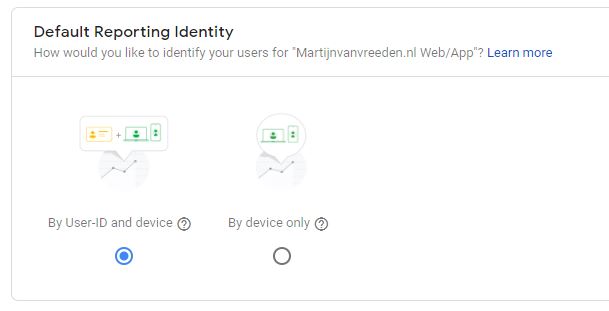 Default Reporting Identity
How would you like to identify your users for "Martijnvanvreeden.nl Web/App"? Learn more
+
By User-ID and device ?
By device only ?